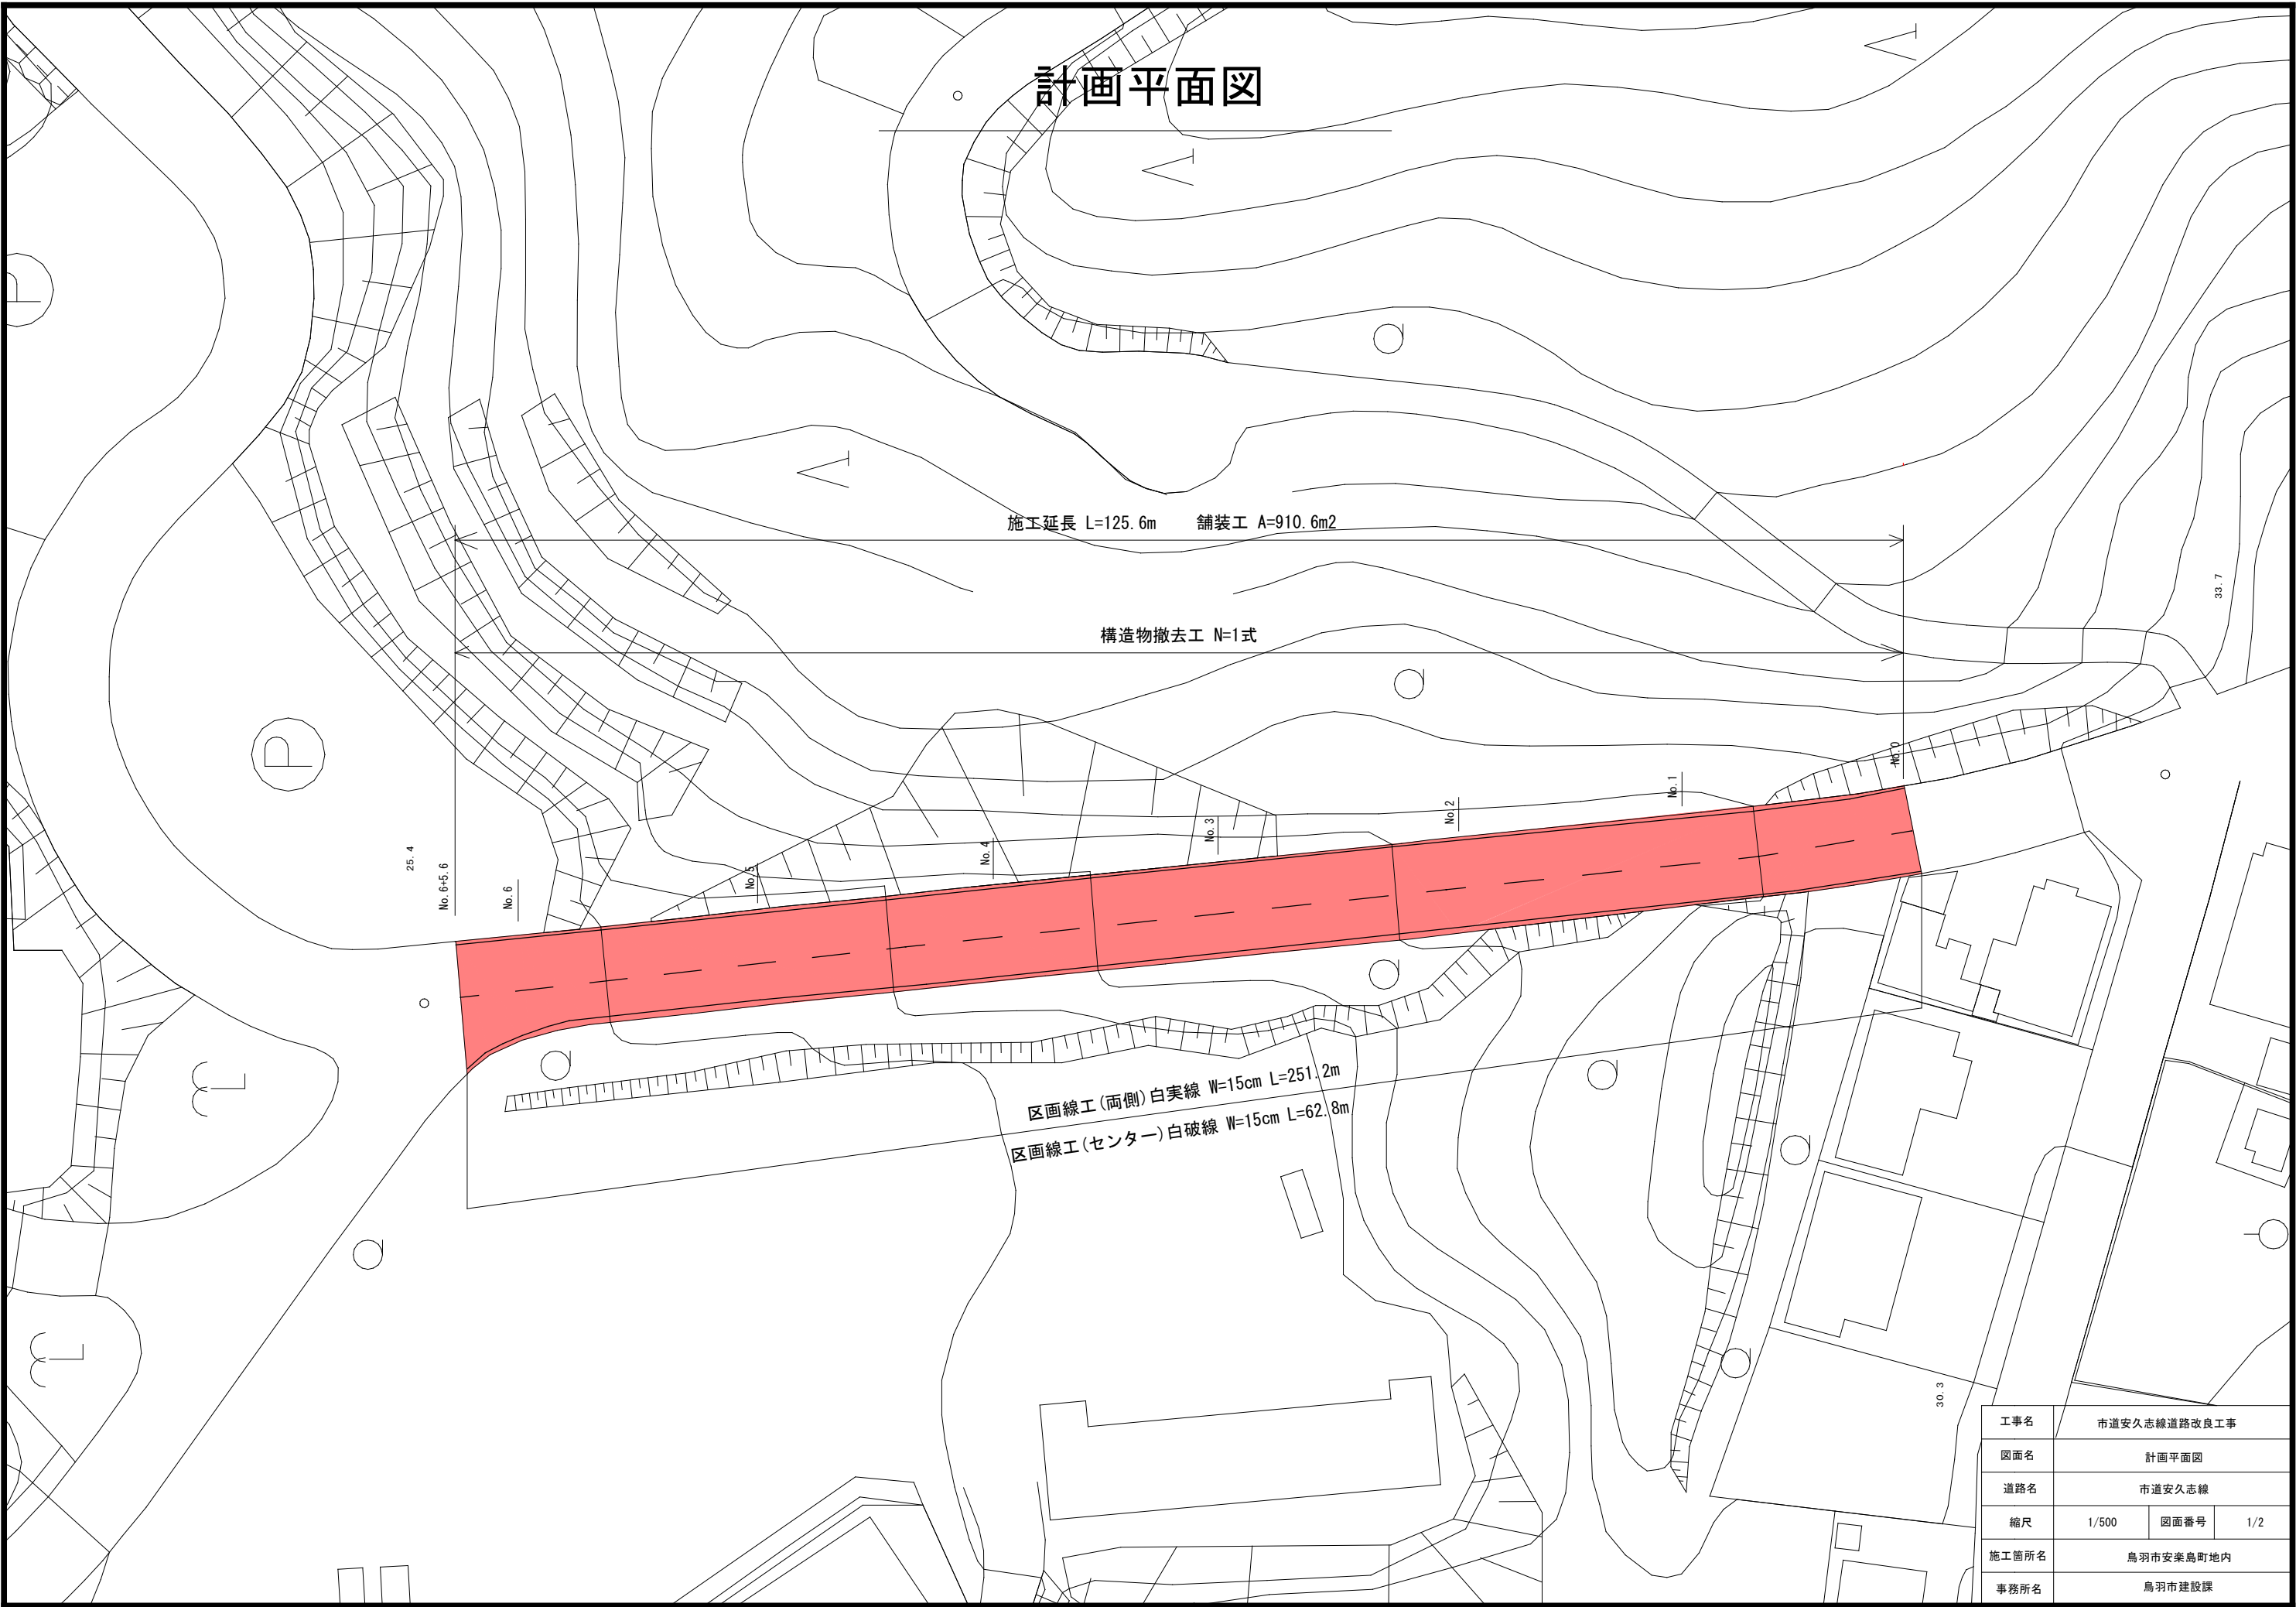 計画平面図
施工延長 L=125.6m 舗装工 A=910.6m2
構造物撤去工 N=1式
33.7
No.0
No.1
No.2
No.3
No.4
No.5
No.6
No.6+5.6
25.4
区画線工(両側)白実線 W=15cm L=251.2m
区画線工(センター)白破線 W=15cm L=62.8m
30.3
工事名 市道安久志線道路改良工事
図面名 計画平面図
道路名 市道安久志線
縮尺 1/500 図面番号 1/2
施工箇所名 鳥羽市安楽島町地内
事務所名 鳥羽市建設課